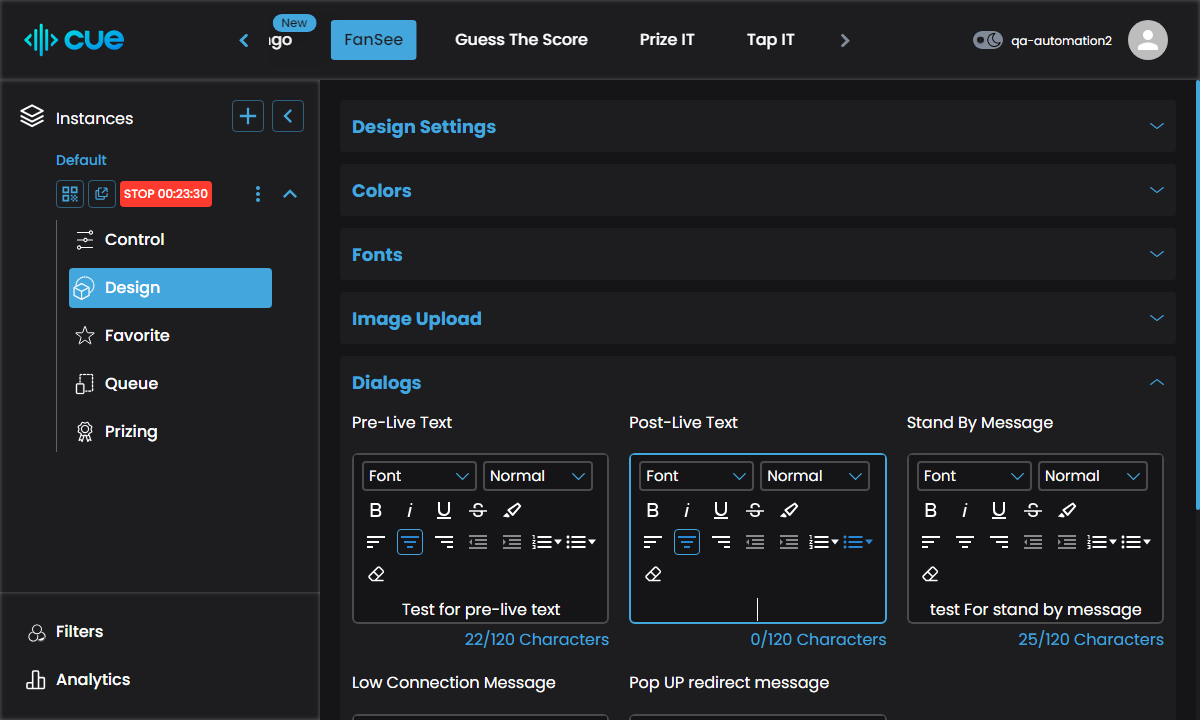 cue
New
FanSee
Guess The Score
Prize IT
Tap IT
qa-automation2
Instances
Default
STOP 00:23:30
Control
Design
Favorite
Queue
Prizing
Filters
Analytics
Design Settings
Colors
Fonts
Image Upload
Dialogs
Pre-Live Text
Post-Live Text
Stand By Message
Font
Normal
Font
Normal
Font
Normal
Test for pre-live text
test For stand by message
22/120 Characters
0/120 Characters
25/120 Characters
Low Connection Message
Pop UP redirect message